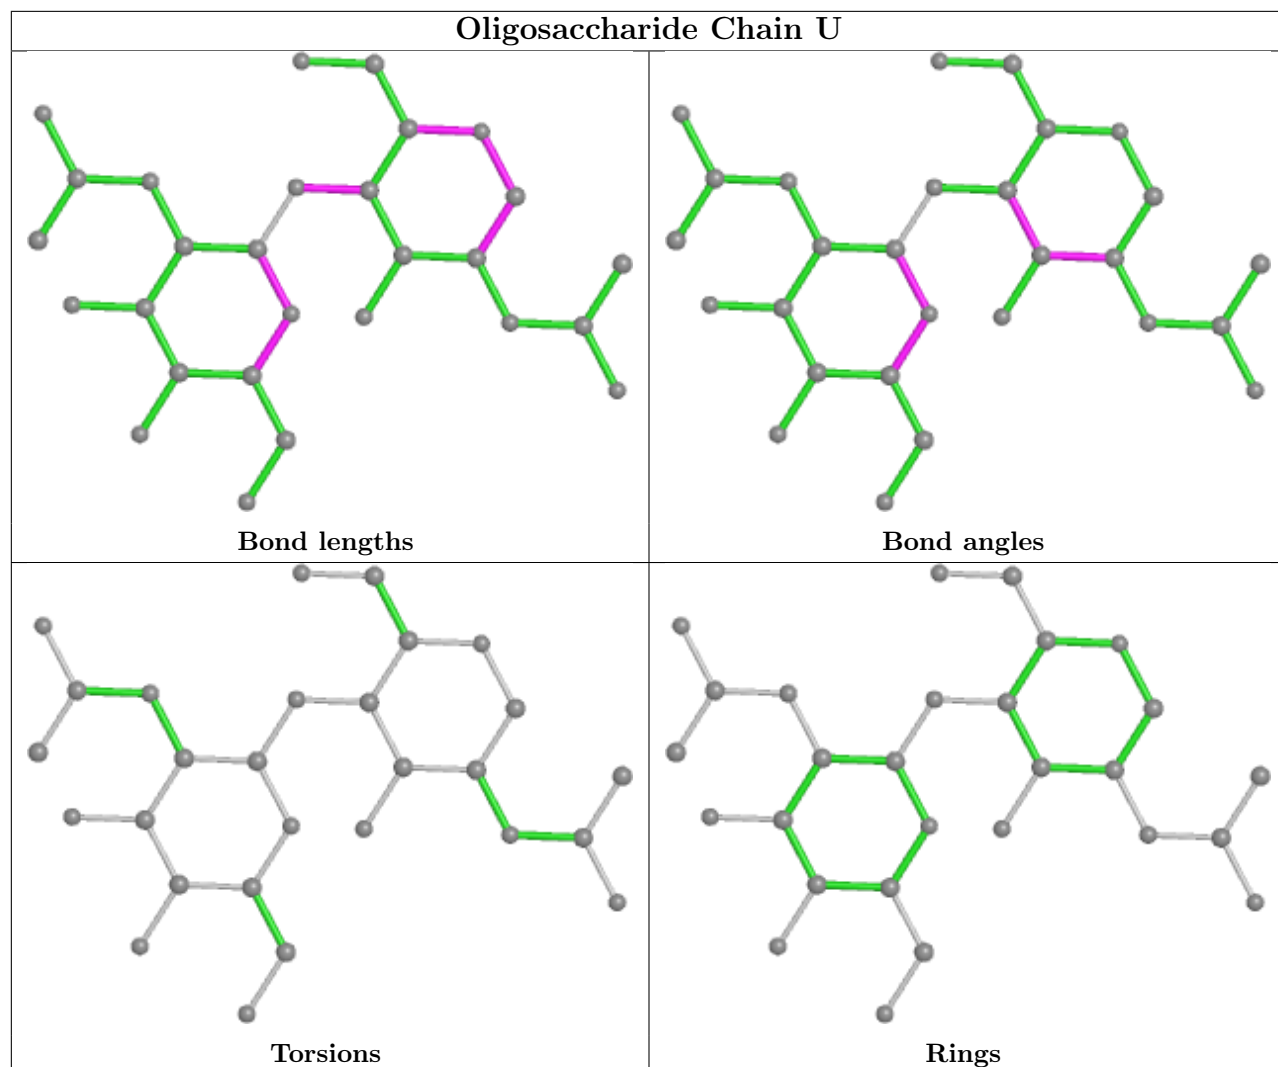 Oligosaccharide Chain U
Bond lengths
Bond angles
Torsions
Rings